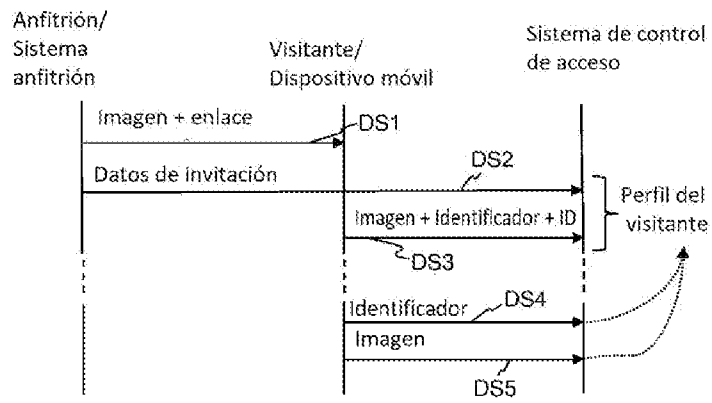 Anfitrión/
Sistema
anfitrión
Visitante/
Dispositivo móvil
Sistema de control
de acceso
Imagen + enlace
DS1
Datos de invitación
DS2
Imagen + Identificador + ID
DS3
Perfil del
visitante
Identificador
DS4
Imagen
DS5